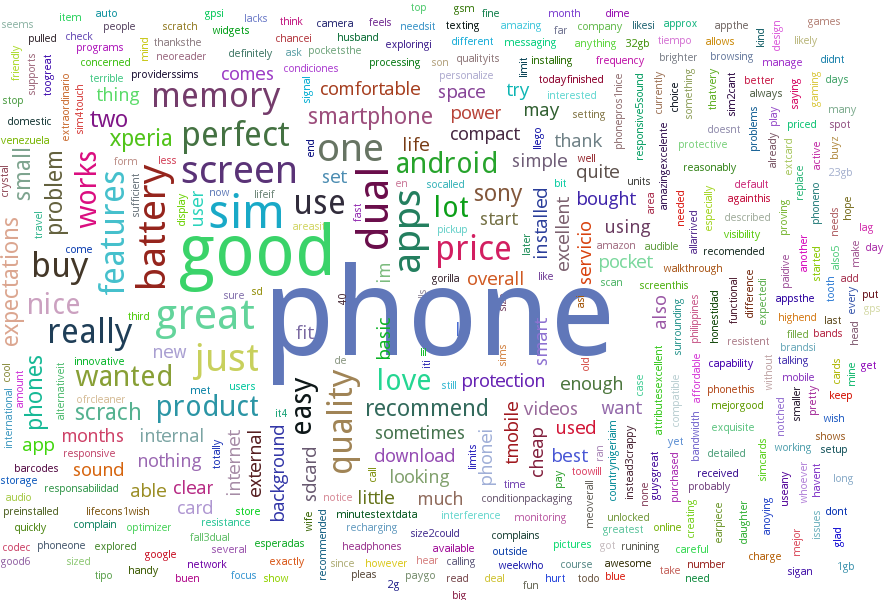 seems
item
auto
gpsi
lacks
think
camera
feels
needsit
top
gsm
fine
month
dime
approx
appthe
kind
games
friendly
pulled
check
people
widgets
scratch
chancei
husband
exploringi
texting
amazing
far
company
likesi
tiempo
allows
design
likely
supports
toogreat
concerned
programs
mind
thanksthe
neoreader
definitely
ask
pocketsthe
different
messaging
anything
32gb
brighter
browsing
manage
didnt
stop
terrible
providerssims
comes
condiciones
processing
son
qualityits
limit
installing
frequency
better
saying
gaming
days
domestic
extraordinario
sim4touch
thing
memory
signal
comfortable
personalize
space
try
todayfinished
interested
phonepros1nice
responsive5sound
currently
choice
something
thatvery
sim2cant
always
many
venezuela
two
xperia
perfect
smartphone
power
may
setting
doesnt
problems
already
play
priced
spot
crystal
small
problem
works
form
less
end
one
life
compact
llego
thank
well
protective
extcard
active
buyz
23gb
travel
features
sufficient
battery
screen
now
lifeif
set
android
en
socalled
simple
quite
units
area
amazingexcelente
reasonably
default
againthis
replace
phoneno
needs
hope
expectations
come
display
user
sim
areasin
use
fast
dual
apps
lot
pickup
sony
start
later
installed
bit
excellent
bought
using
needed
especially
described
visibility
proving
another
also5
lag
buy
good
im
price
gorilla
overall
like
as
servicio
amazon
audible
pocket
scan
screenthis
allarrived
recomended
walkthrough
paidive
started
tooth
make
day
nice
really
third
great
sure
sd
40
phone
fit
basic
smart
old
also
surrounding
philippines
honestidad
functional
difference
expectedi
appsthe
highend
filled
add
every
put
gps
cool
amount
international
phones
innovative
alternativeit
new
just
de
iti
sims
resistent
brandsi
last
bands
head
wanted
met
users
it4
easy
quality
love
still
protection
enough
case
attributesexcellent
compatible
affordable
capability
without
talking
mobile
cards
mine
get
ofrcleaner
scrach
product
recommend
videos
want
bandwidth
phonethis
mejorgood
notched
smaller
pretty
keep
app
months
internal
totally
internet
external
background
sdcard
sometimes
tmobile
cheap
used
countrynigeriaim
instead3crappy
yet
exquisite
wish
barcodes
responsive
sound
nothing
call
download
limits
phonei
best
ran
toowill
guysgreat
purchased
detailed
simcards
working
shows
setup
storage
responsabilidad
able
clear
card
looking
time
pay
none
received
probably
useany
whoever
havent
long
audio
preinstalled
lifecons1wish
store
notice
little
much
conditionpackaging
meoverall
unlocked
online
creating
earpiece
daughter
anoying
issues
dont
quickly
complain
optimizer
resistance
wife
recommended
minutestextdata
interference
monitoring
greatest
glad
codec
phoneone
explored
fall3dual
several
esperadas
recharging
size2could
complains
outside
pictures
got
runining
careful
good6
sized
google
network
exactly
since
headphones
however
available
hear
calling
weekwho
course
awesome
take
number
charge
mejor
1gb
tipo
handy
buen
focus
show
pleas
2g
paygo
read
big
deal
fun
hurt
todo
blue
need
sigan